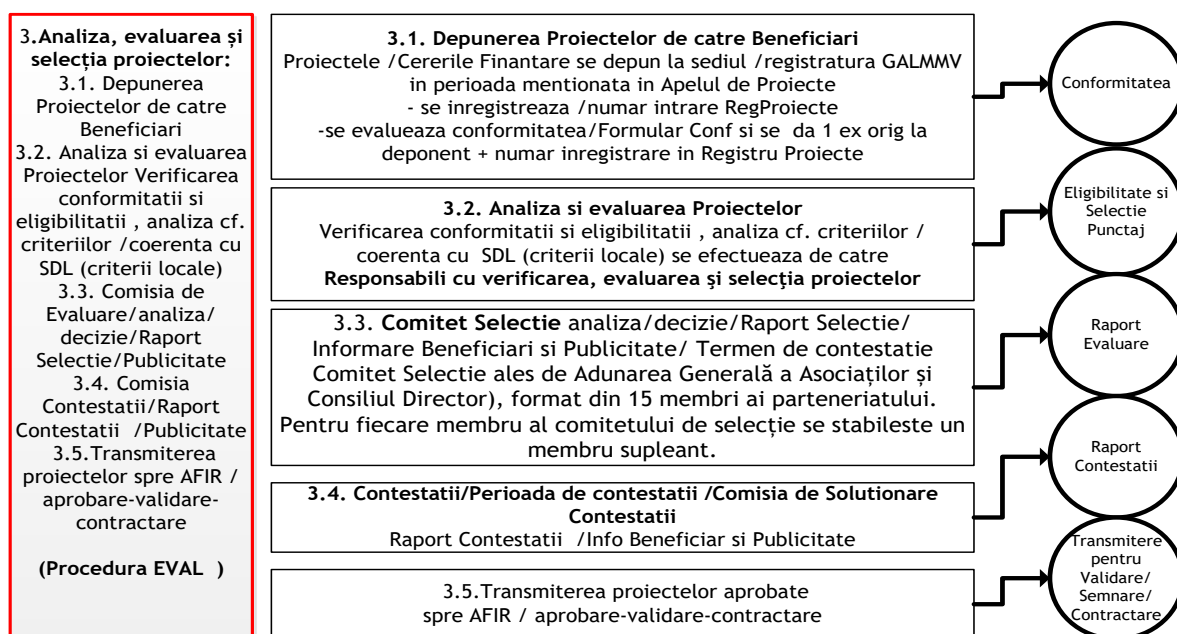 3.Analiza, evaluarea și
selecția proiectelor:
3.1. Depunerea
Proiectelor de catre
Beneficiari
3.2. Analiza si evaluarea
Proiectelor Verificarea
conformitatii si
eligibilitatii , analiza cf.
criteriilor /coerenta cu
SDL (criterii locale)
3.3. Comisia de
Evaluare/analiza/
decizie/Raport
Selectie/Publicitate
3.4. Comisia
Contestatii/Raport
Contestatii /Publicitate
3.5.Transmiterea
proiectelor spre AFIR /
aprobare-validare-
contractare
(Procedura EVAL )
3.1. Depunerea Proiectelor de catre Beneficiari
Proiectele /Cererile Finantare se depun la sediul /registratura GALMMV
in perioada mentionata in Apelul de Proiecte
- se inregistreaza /numar intrare RegProiecte
-se evalueaza conformitatea/Formular Conf si se da 1 ex orig la
deponent + numar inregistrare in Registru Proiecte
Conformitatea
3.2. Analiza si evaluarea Proiectelor
Verificarea conformitatii si eligibilitatii , analiza cf. criteriilor /
coerenta cu SDL (criterii locale) se efectueaza de catre
Responsabili cu verificarea, evaluarea şi selecţia proiectelor
Eligibilitate si
Selectie
Punctaj
3.3. Comitet Selectie analiza/decizie/Raport Selectie/
Informare Beneficiari si Publicitate/ Termen de contestatie
Comitet Selectie ales de Adunarea Generală a Asociaților și
Consiliul Director), format din 15 membri ai parteneriatului.
Pentru fiecare membru al comitetului de selecție se stabileste un
membru supleant.
Raport
Evaluare
3.4. Contestatii/Perioada de contestatii /Comisia de Solutionare
Contestatii
Raport Contestatii /Info Beneficiar si Publicitate
Raport
Contestatii
3.5.Transmiterea proiectelor aprobate
spre AFIR / aprobare-validare-contractare
Transmitere
pentru
Validare/
Semnare/
Contractare